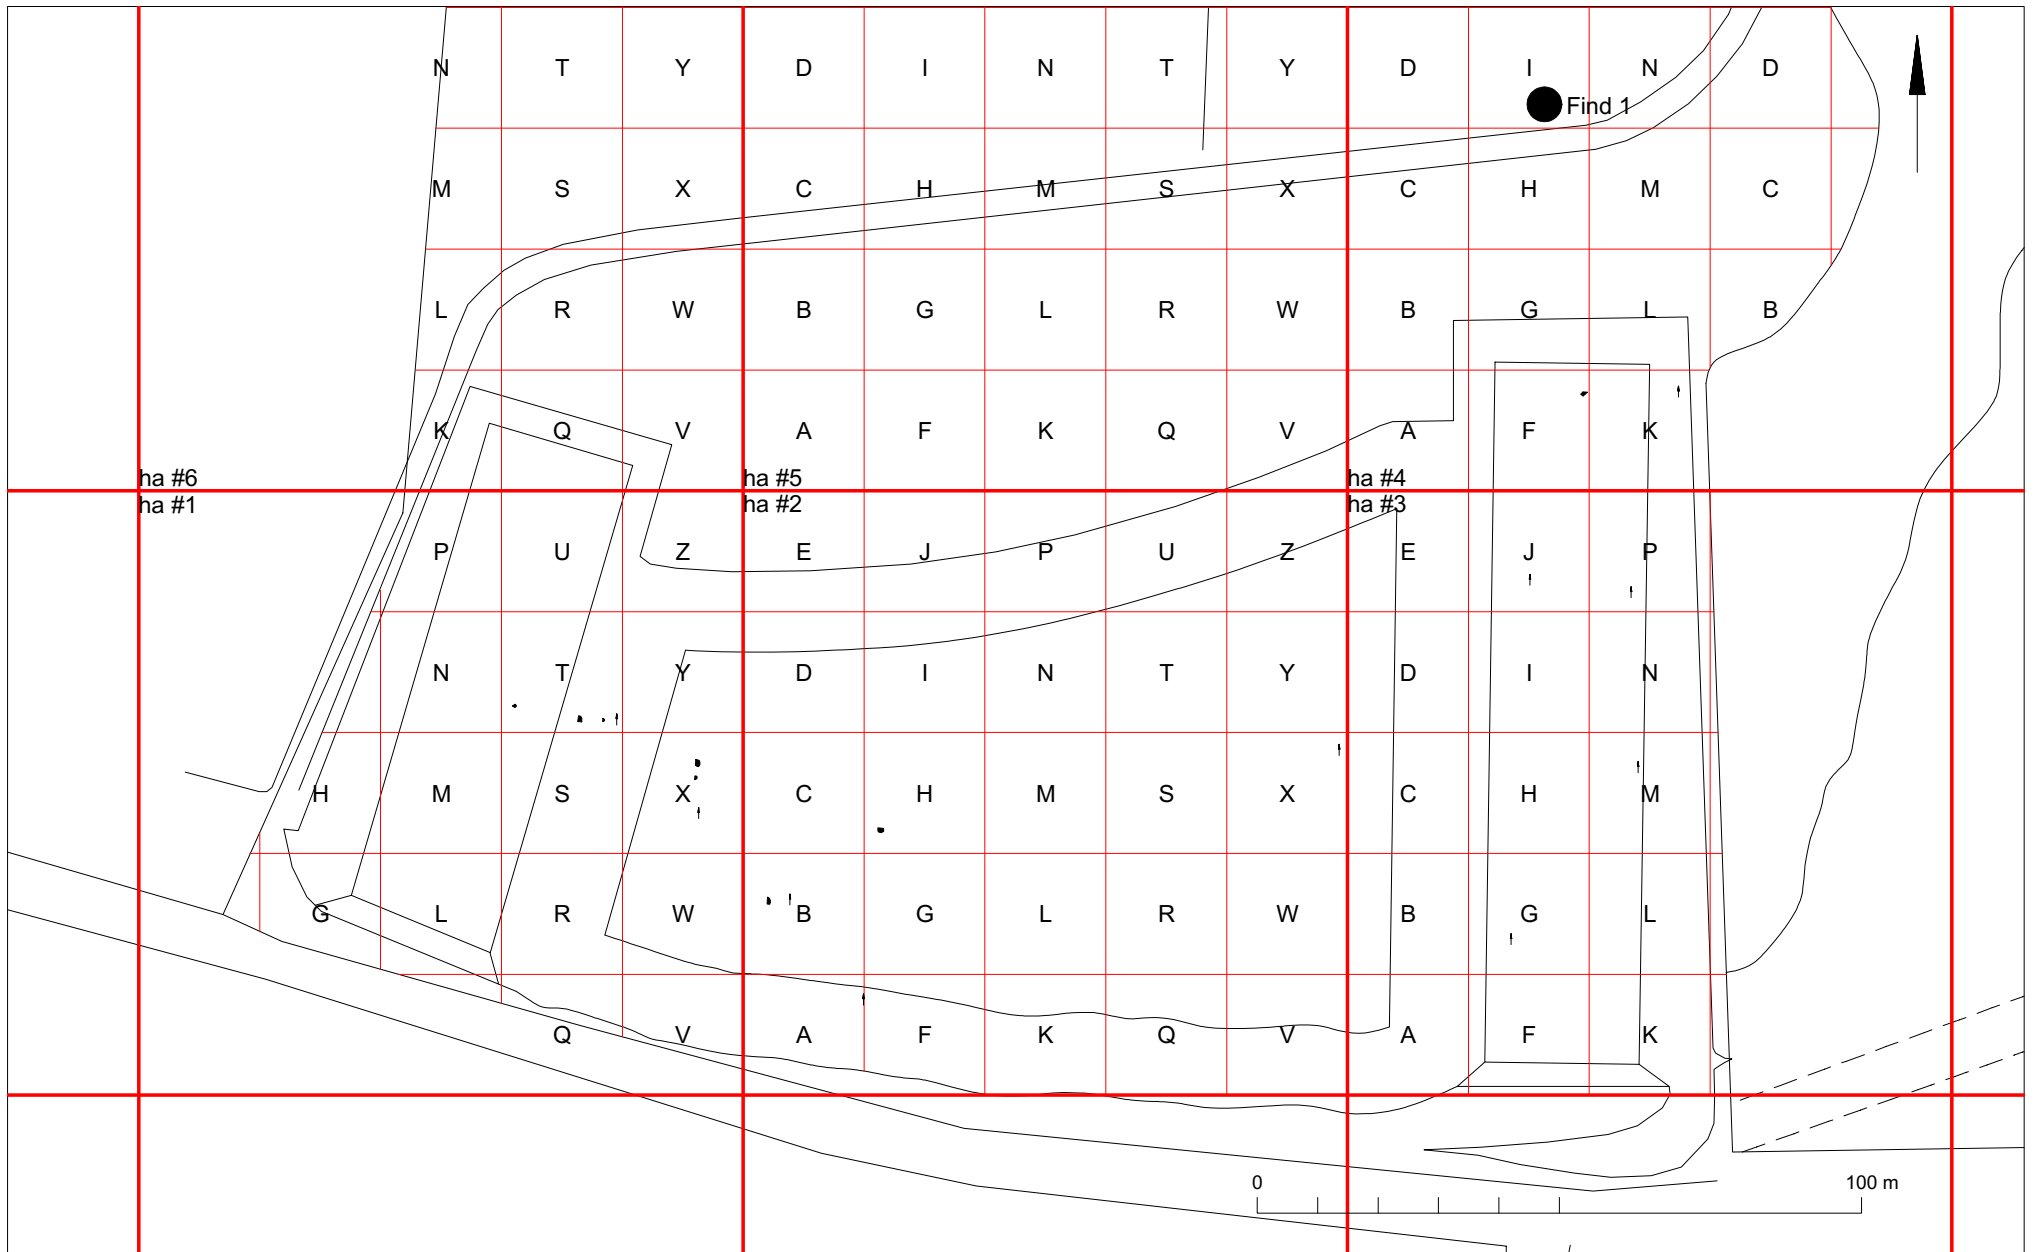 N T Y D I N T Y D I N D
Find 1
M S X C H M S X C H M C
L R W B G L R W B G L B
K Q V A F K Q V A F K
ha #6 ha #5 ha #4
ha #1 ha #2 ha #3
P U Z E J P U Z E J P
N T Y D I N T Y D I N
H M S X C H M S X C H M
G L R W B G L R W B G L
Q V A F K Q V A F K
0 100 m